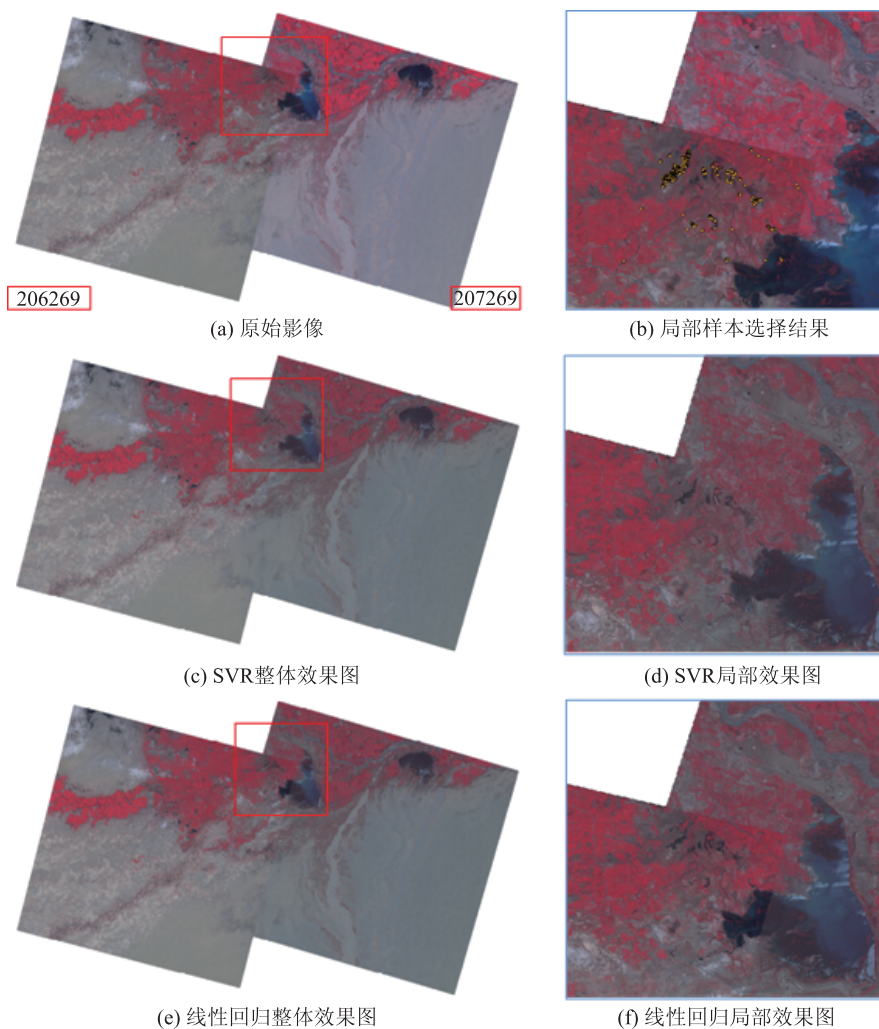 206269
207269
(a) 原始影像
(b) 局部样本选择结果
(c) SVR整体效果图
(d) SVR局部效果图
(e) 线性回归整体效果图
(f) 线性回归局部效果图